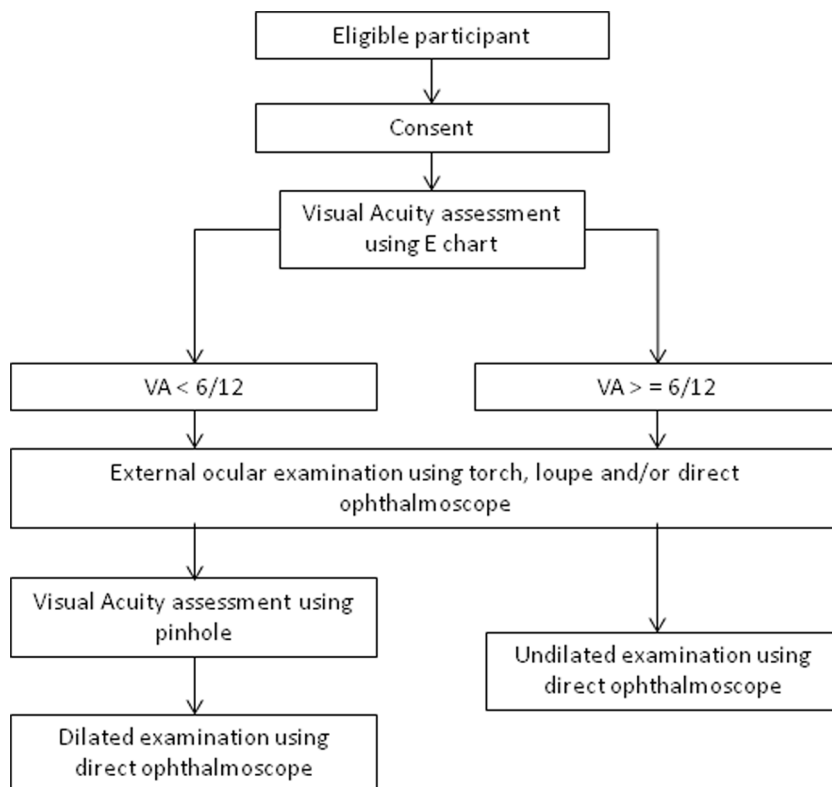 Eligible participant
Consent
Visual Acuity assessment
using E chart
VA < 6/12
VA > = 6/12
External ocular examination using torch, loupe and/or direct
ophthalmoscope
Visual Acuity assessment using
pinhole
Undilated examination using
direct ophthalmoscope
Dilated examination using
direct ophthalmoscope